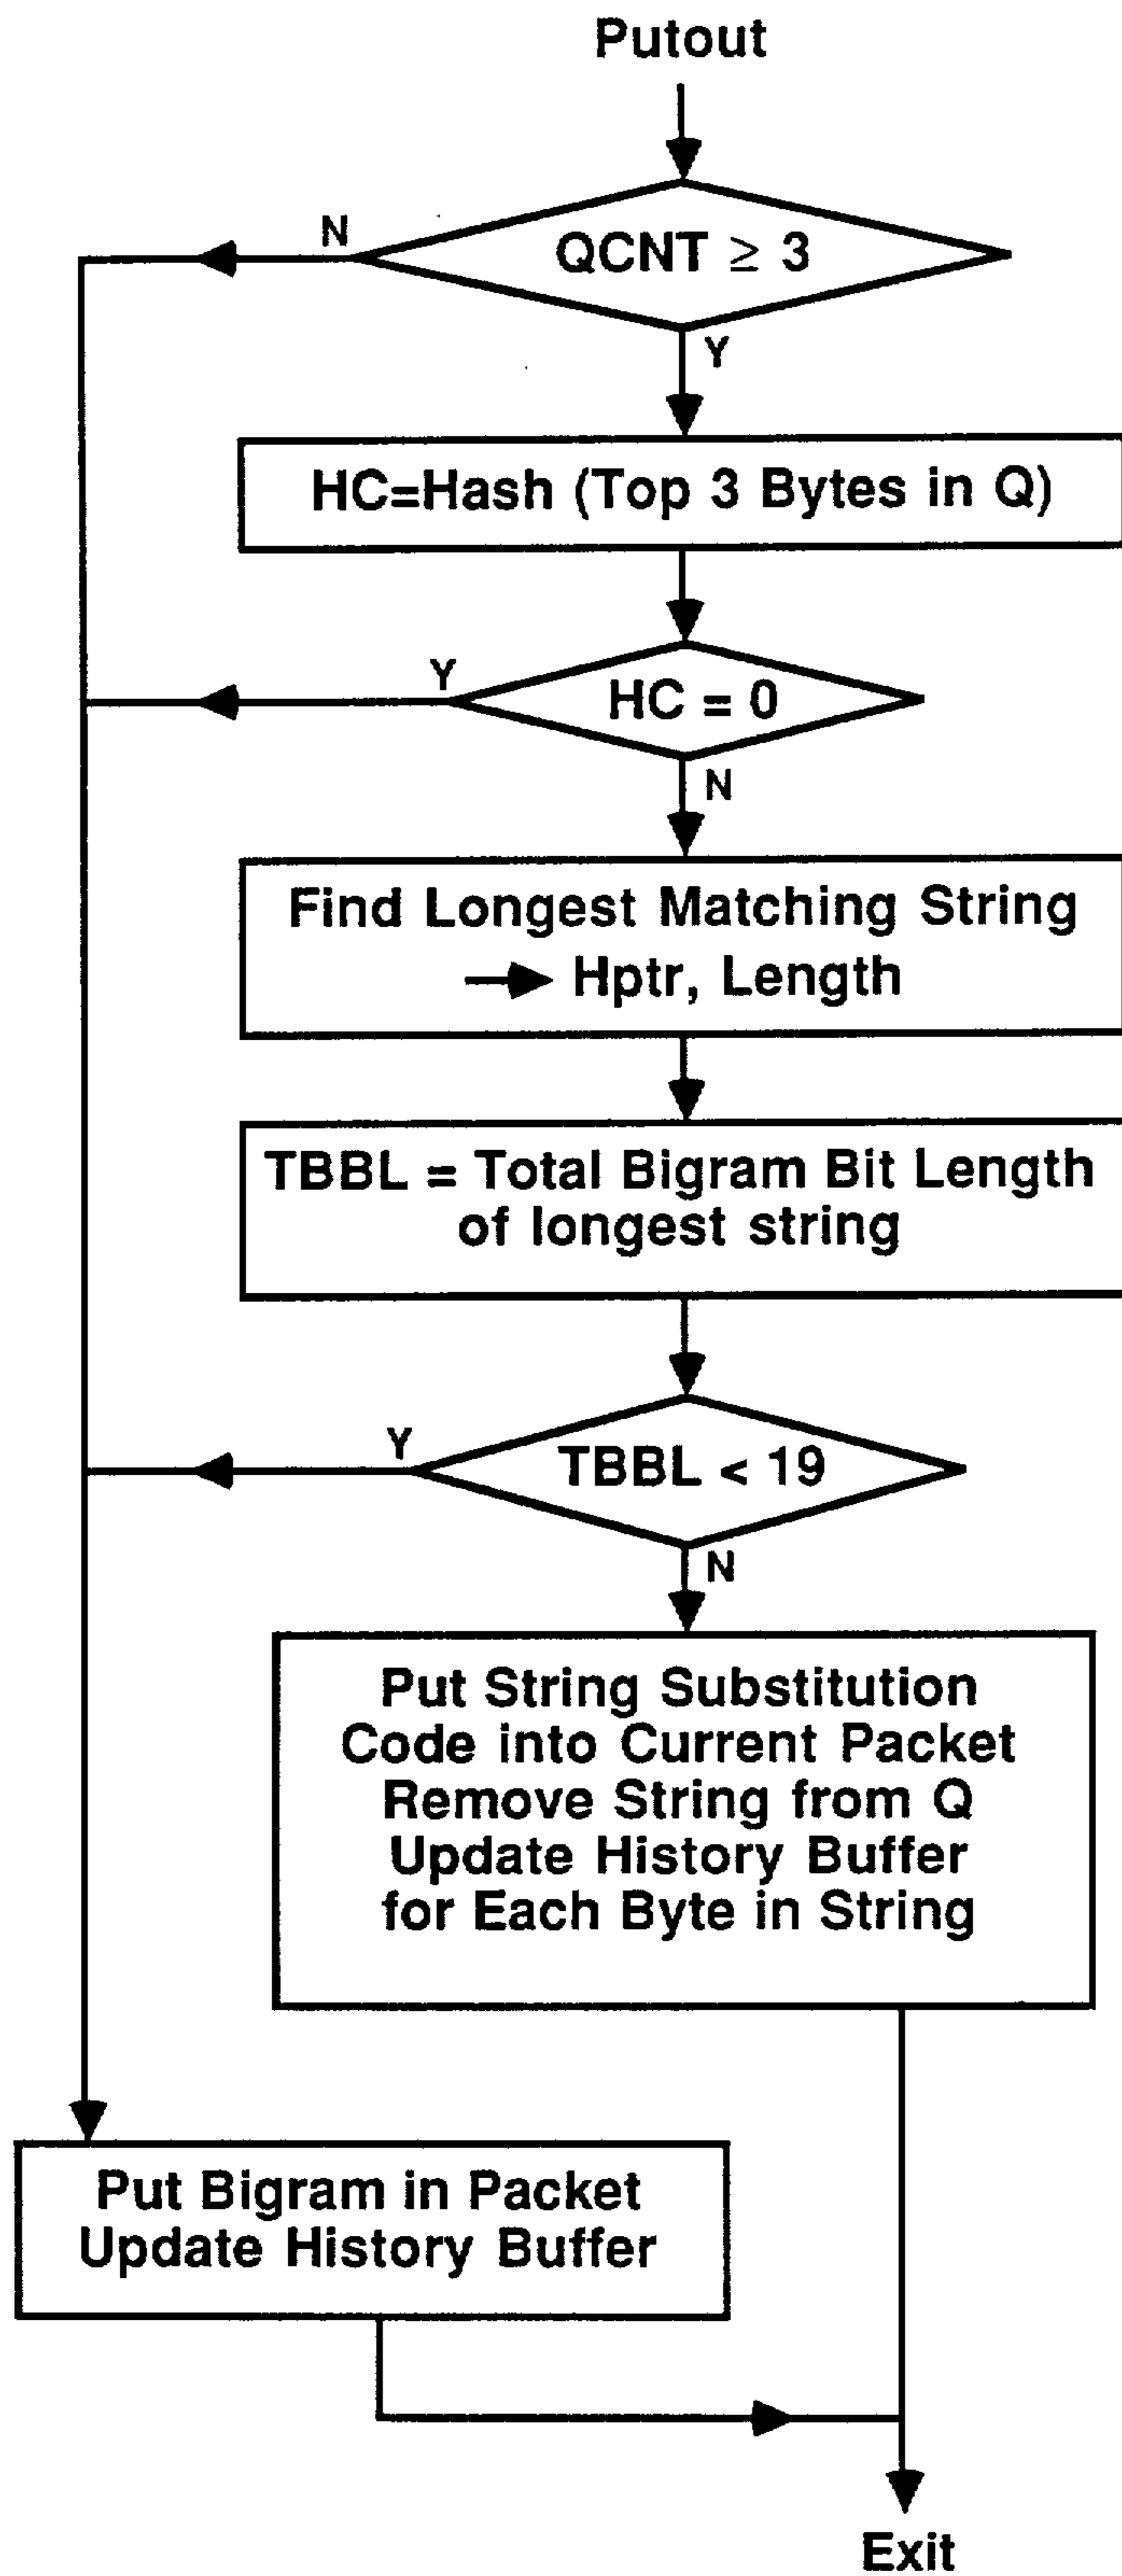 Putout
N
QCNT ≥ 3
Y
HC=Hash (Top 3 Bytes in Q)
Y
HC = 0
N
Find Longest Matching String
Hptr, Length
TBBL = Total Bigram Bit Length
of longest string
Y
TBBL < 19
N
Put String Substitution
Code into Current Packet
Remove String from Q
Update History Buffer
for Each Byte in String
Put Bigram in Packet
Update History Buffer
Exit